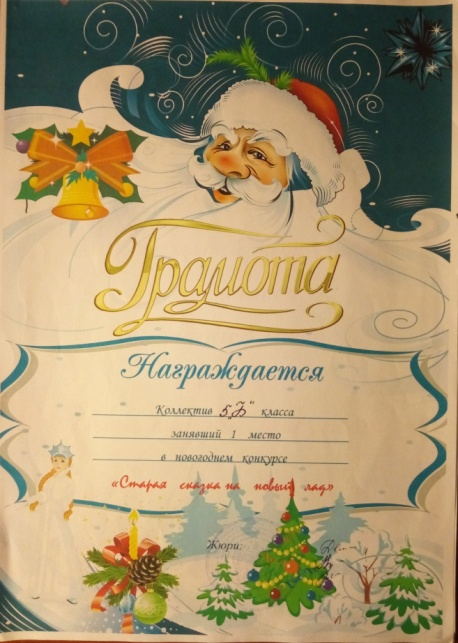 Грамота
Награждается
Коллектив 5 „Б" класса
занявший 1 место
в новогоднем конкурсе
«Старая сказка на новый лад»
Жюри: